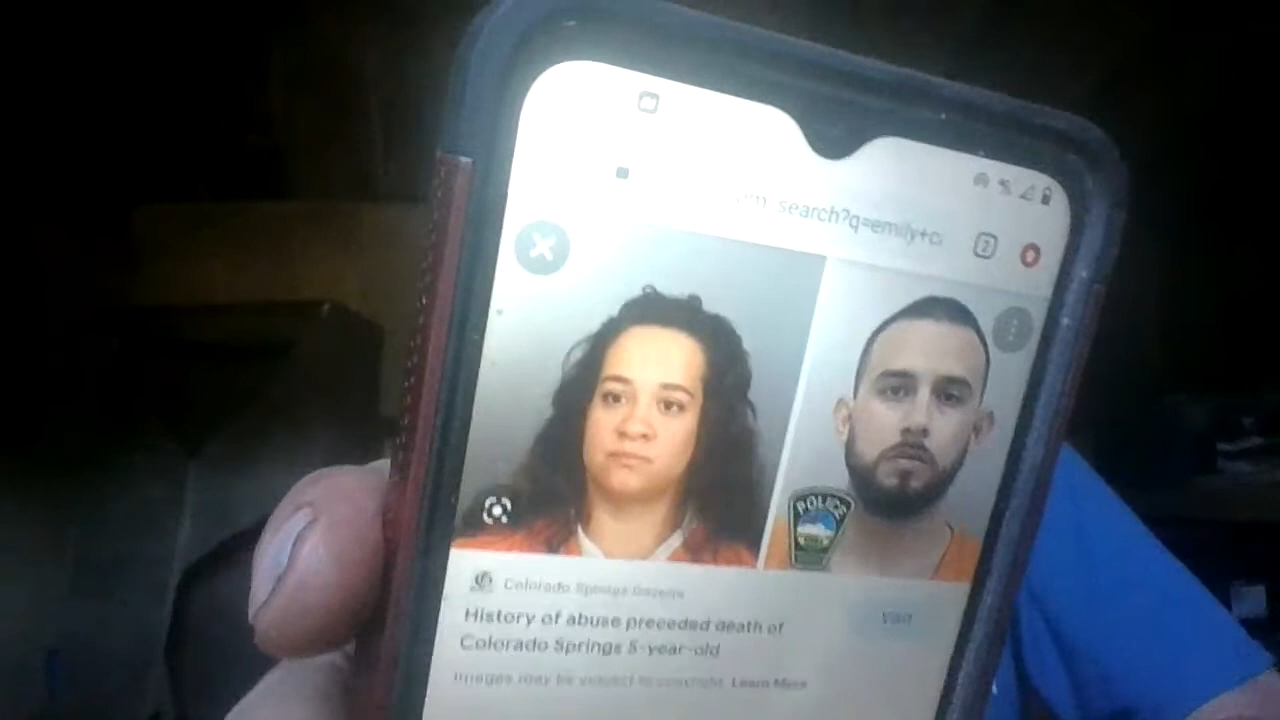 search?q=emily+c
2
POLICE
Colorado Springs Gazette
History of abuse preceded death of
Visit
Colorado Springs 5-year-old
Images may be subject to copyright. Learn More